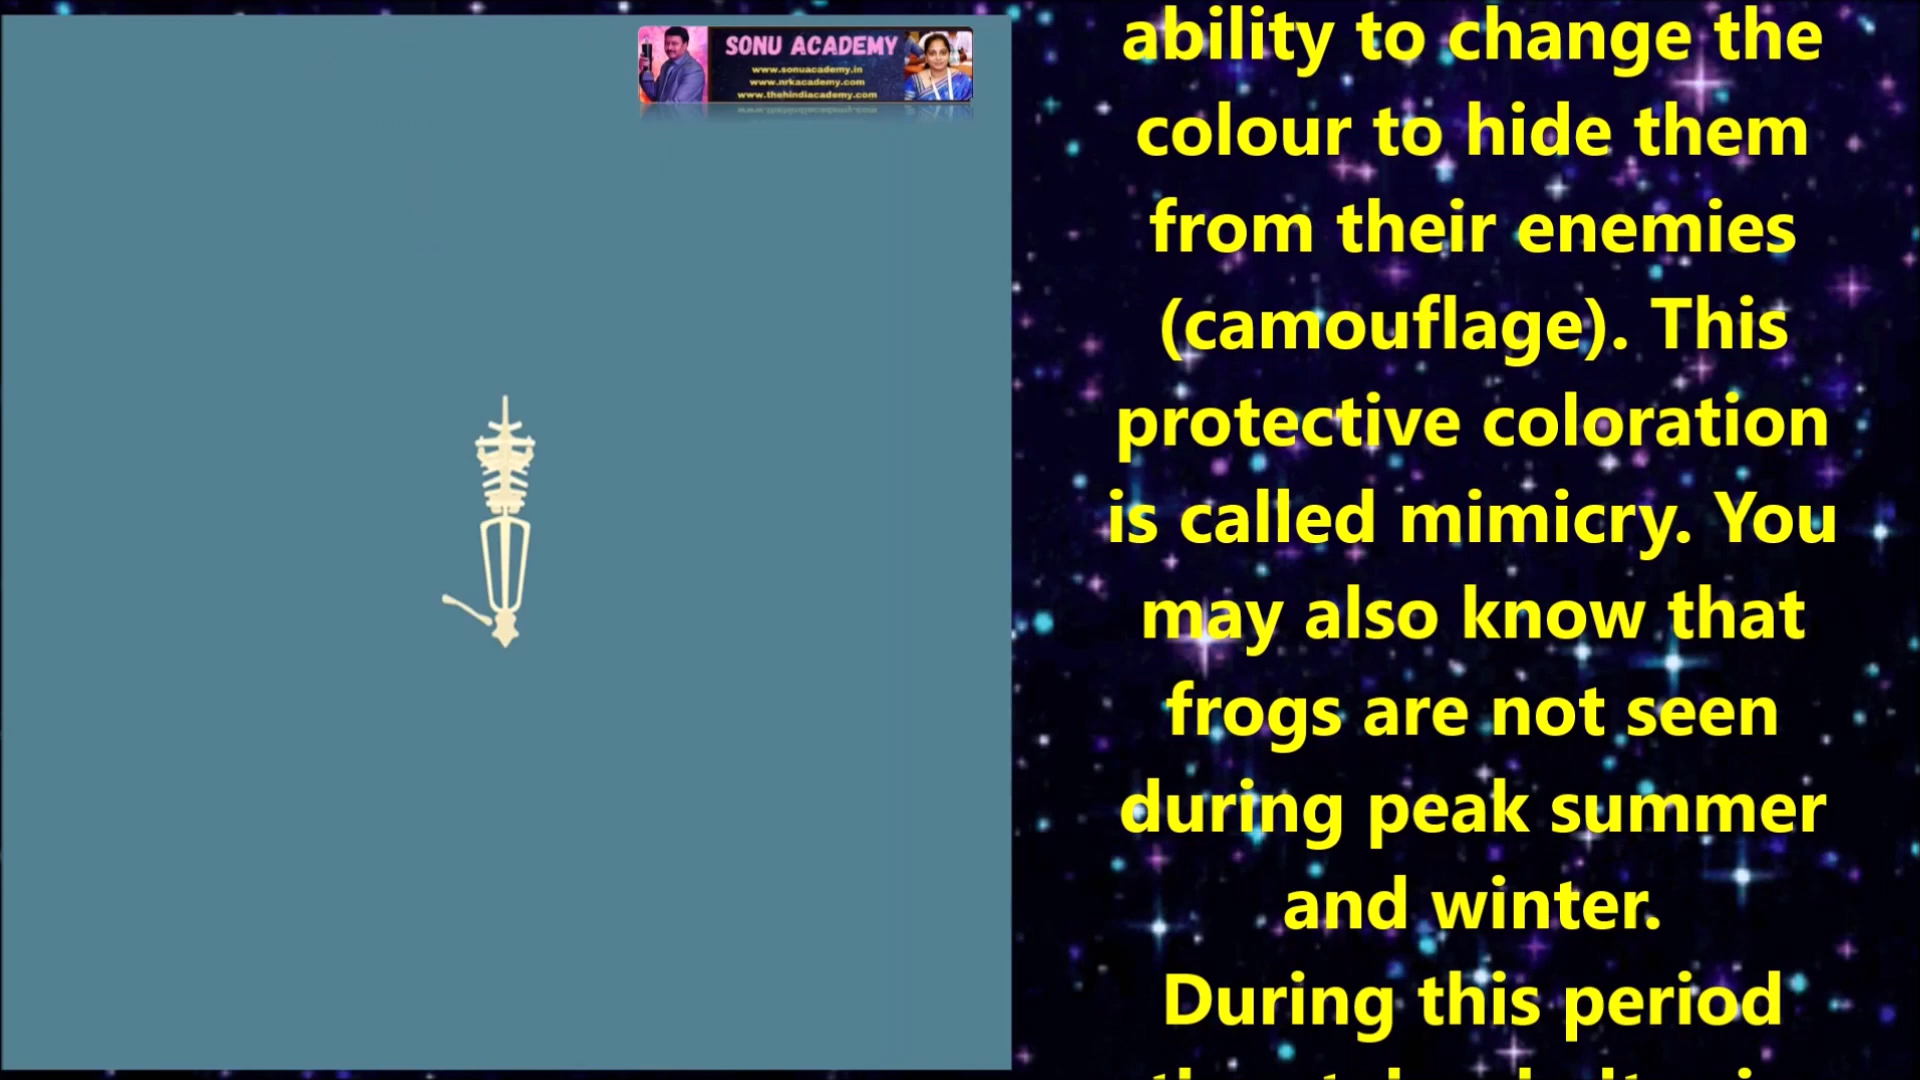 SONU ACADEMY
www.sonuacademy.in
www.nrkacademy.com
www.thehindiacademy.com
ability to change the
colour to hide them
from their enemies
(camouflage). This
protective coloration
is called mimicry. You
may also know that
frogs are not seen
during peak summer
and winter.
During this period